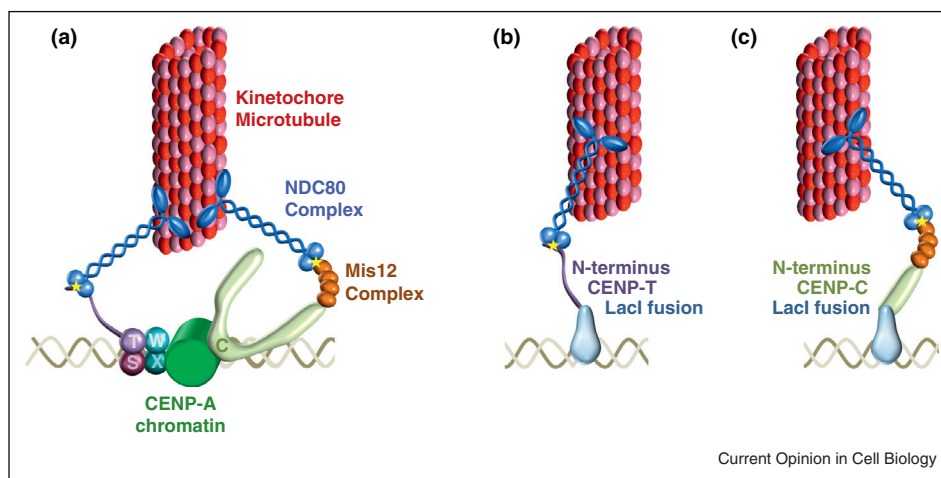 (a)
Kinetochore
Microtubule
NDC80
Complex
Mis12
Complex
T
W
S
X
C
CENP-A
chromatin
(b)
N-terminus
CENP-T
LacI fusion
(c)
N-terminus
CENP-C
LacI fusion
Current Opinion in Cell Biology